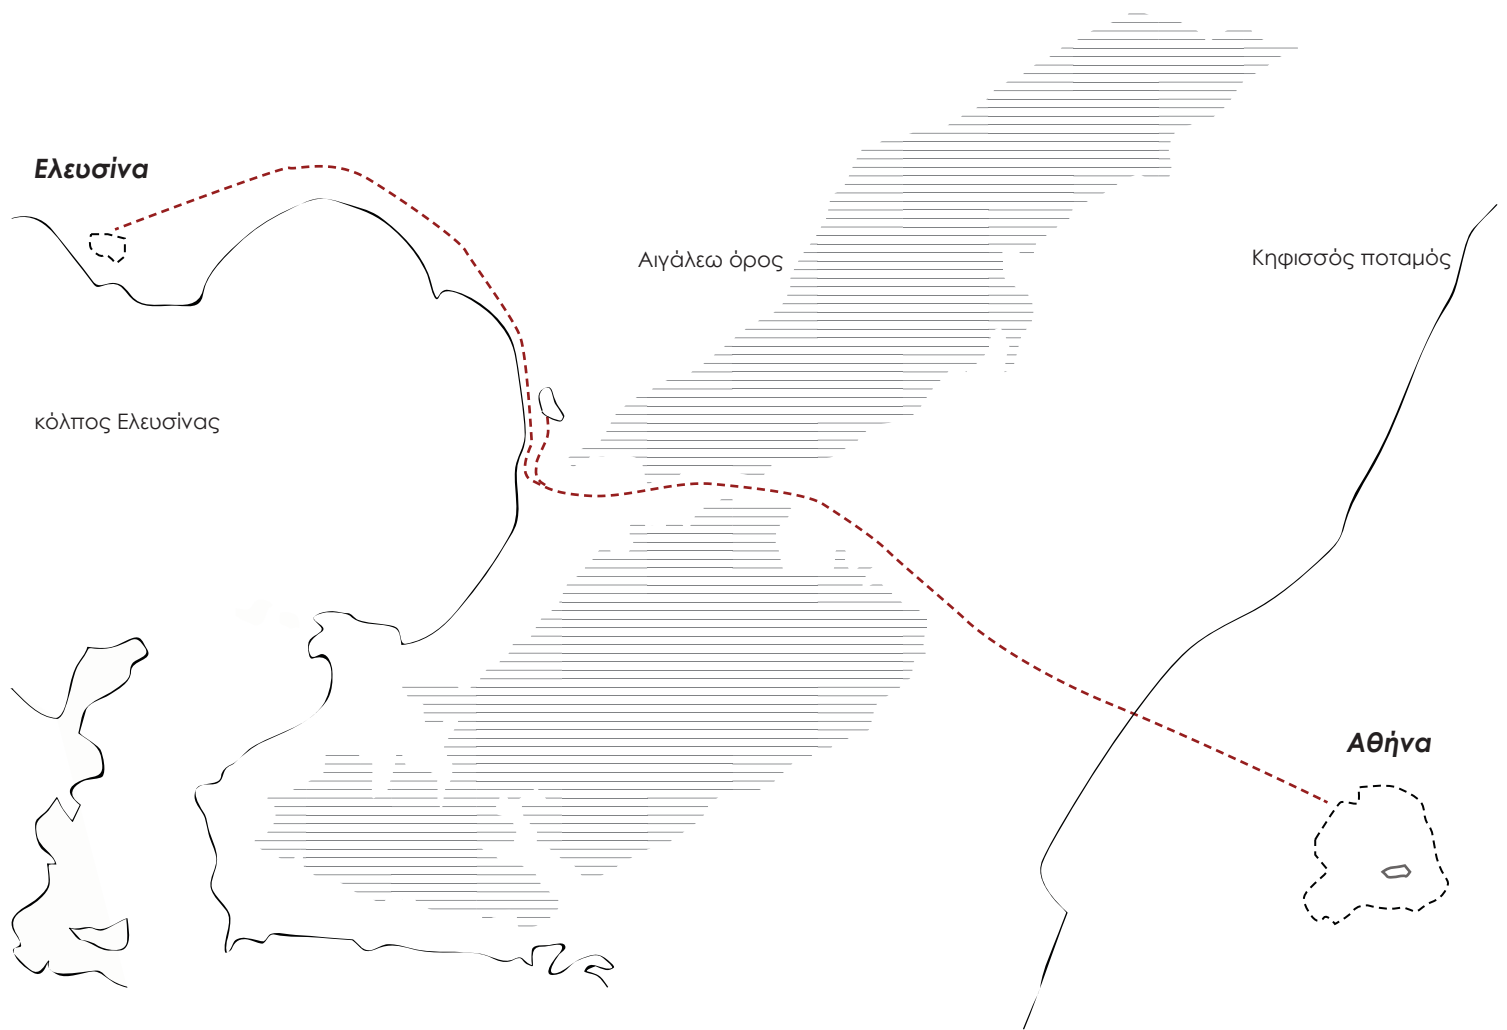 Ελευσίνα
Αιγάλεω όρος
Κηφισσός ποταμός
κόλπος Ελευσίνας
Αθήνα